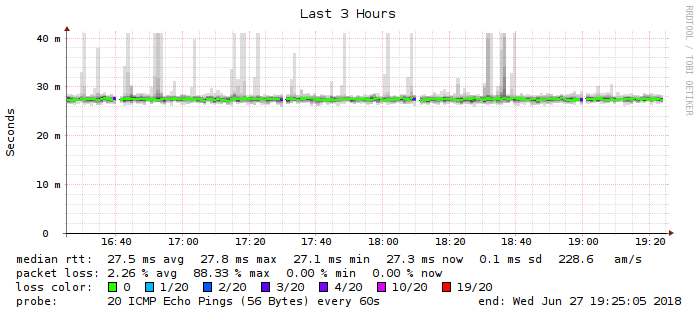 Last 3 Hours
RRDTOOL / TOBI OETIKER
Seconds
40 m
30 m
20 m
10 m
0
16:40 17:00 17:20 17:40 18:00 18:20 18:40 19:00 19:20
median rtt: 27.5 ms avg 27.8 ms max 27.1 ms min 27.3 ms now 0.1 ms sd 228.6 am/s
packet loss: 2.26 % avg 88.33 % max 0.00 % min 0.00 % now
loss color: 0 1/20 2/20 3/20 4/20 10/20 19/20
probe: 20 ICMP Echo Pings (56 Bytes) every 60s end: Wed Jun 27 19:25:05 2018